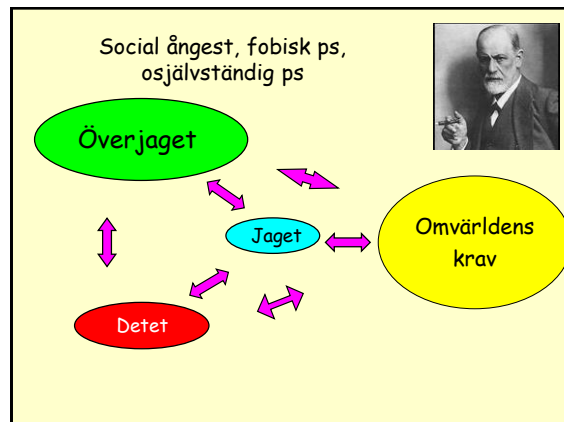 Social ångest, fobisk ps,
osjälvständig ps
Överjaget
Jaget
Omvärldens
krav
Detet